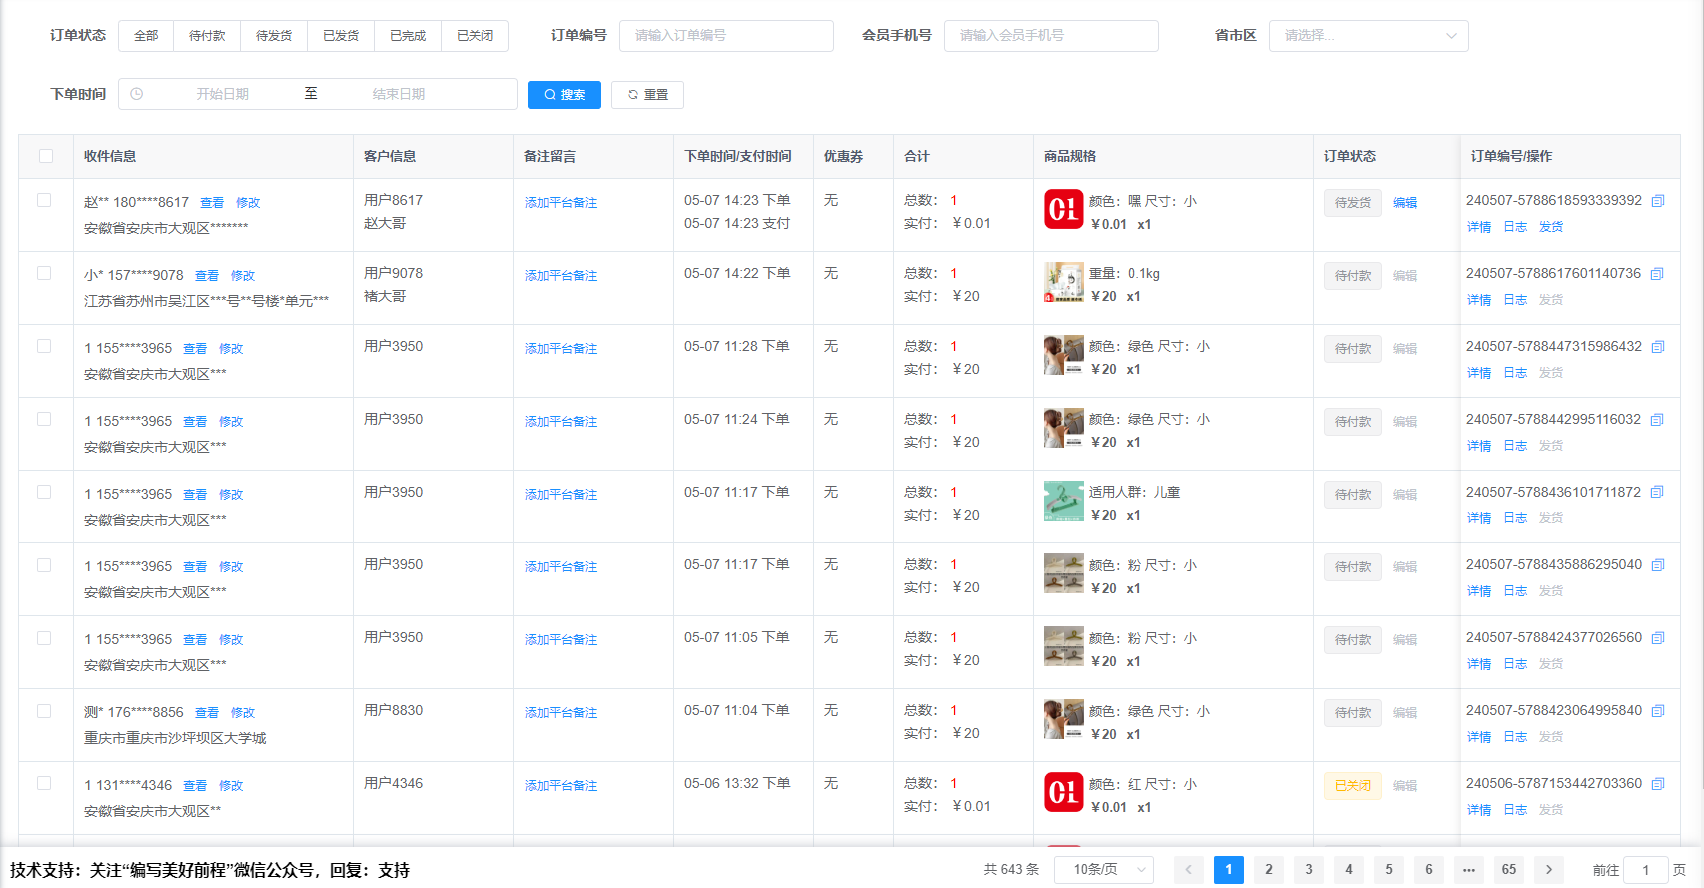 订单状态 全部 待付款 待发货 已发货 已完成 已关闭 订单编号 请输入订单编号 会员手机号 请输入会员手机号 省市区 请选择...
下单时间 开始日期 至 结束日期 搜索 重置
收件信息 客户信息 备注留言 下单时间/支付时间 优惠券 合计 商品规格 订单状态 订单编号/操作
赵** 180****8617 查看 修改 用户8617 添加平台备注 05-07 14:23 下单 无 总数： 1 颜色：嘿 尺寸：小 待发货 编辑 240507-5788618593339392
安徽省安庆市大观区******* 赵大哥 05-07 14:23 支付 实付： ￥0.01 ￥0.01 x1 详情 日志 发货
小* 157****9078 查看 修改 用户9078 添加平台备注 05-07 14:22 下单 无 总数： 1 重量：0.1kg 待付款 编辑 240507-5788617601140736
江苏省苏州市吴江区***号**号楼*单元*** 褚大哥 实付： ￥20 ￥20 x1 详情 日志 发货
1 155****3965 查看 修改 用户3950 添加平台备注 05-07 11:28 下单 无 总数： 1 颜色：绿色 尺寸：小 待付款 编辑 240507-5788447315986432
安徽省安庆市大观区*** 实付： ￥20 ￥20 x1 详情 日志 发货
1 155****3965 查看 修改 用户3950 添加平台备注 05-07 11:24 下单 无 总数： 1 颜色：绿色 尺寸：小 待付款 编辑 240507-5788442995116032
安徽省安庆市大观区*** 实付： ￥20 ￥20 x1 详情 日志 发货
1 155****3965 查看 修改 用户3950 添加平台备注 05-07 11:17 下单 无 总数： 1 适用人群：儿童 待付款 编辑 240507-5788436101711872
安徽省安庆市大观区*** 实付： ￥20 ￥20 x1 详情 日志 发货
1 155****3965 查看 修改 用户3950 添加平台备注 05-07 11:17 下单 无 总数： 1 颜色：粉 尺寸：小 待付款 编辑 240507-5788435886295040
安徽省安庆市大观区*** 实付： ￥20 ￥20 x1 详情 日志 发货
1 155****3965 查看 修改 用户3950 添加平台备注 05-07 11:05 下单 无 总数： 1 颜色：粉 尺寸：小 待付款 编辑 240507-5788424377026560
安徽省安庆市大观区*** 实付： ￥20 ￥20 x1 详情 日志 发货
测* 176****8856 查看 修改 用户8830 添加平台备注 05-07 11:04 下单 无 总数： 1 颜色：绿色 尺寸：小 待付款 编辑 240507-5788423064995840
重庆市重庆市沙坪坝区大学城 实付： ￥20 ￥20 x1 详情 日志 发货
1 131****4346 查看 修改 用户4346 添加平台备注 05-06 13:32 下单 无 总数： 1 01 颜色：红 尺寸：小 已关闭 编辑 240506-5787153442703360
安徽省安庆市大观区** 实付： ￥0.01 ￥0.01 x1 详情 日志 发货
技术支持：关注“编写美好前程”微信公众号，回复：支持 共 643 条 10条/页 1 2 3 4 5 6 ... 65 前往 1 页